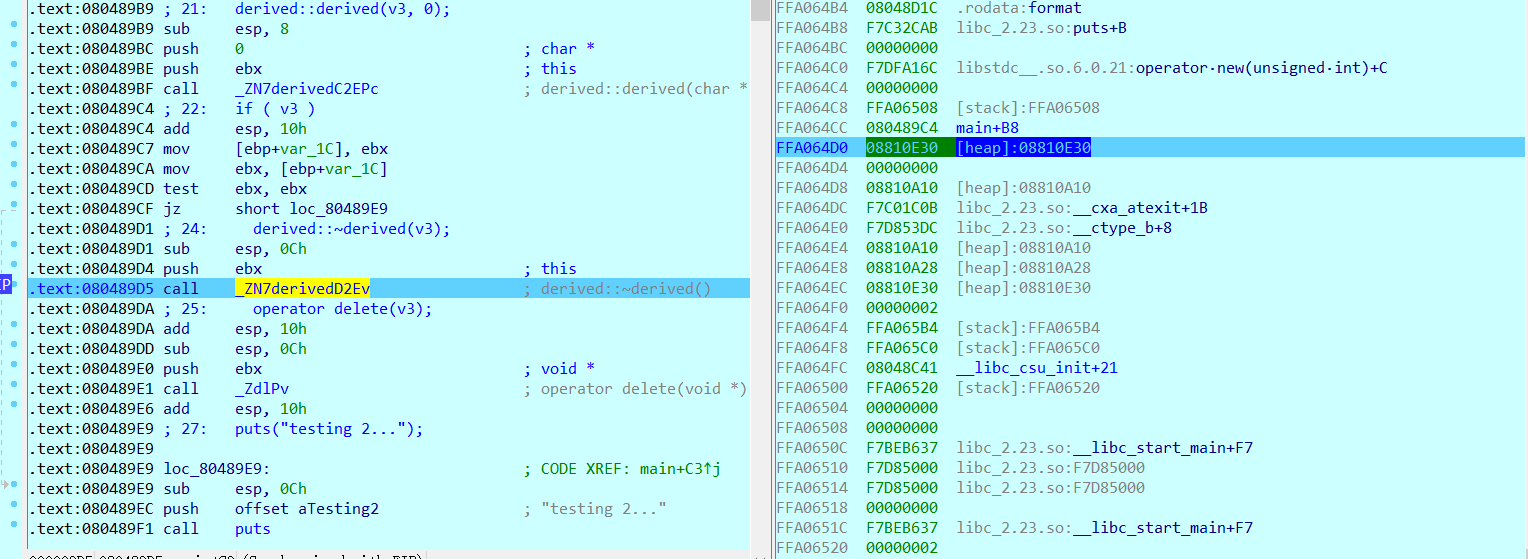 .text:080489B9 ; 21:   derived::derived(v3, 0);
.text:080489B9 sub     esp, 8
.text:080489BC push    0                               ; char *
.text:080489BE push    ebx                             ; this
.text:080489BF call    _ZN7derivedC2EPc                ; derived::derived(char *
.text:080489C4 ; 22:   if ( v3 )
.text:080489C4 add     esp, 10h
.text:080489C7 mov     [ebp+var_1C], ebx
.text:080489CA mov     ebx, [ebp+var_1C]
.text:080489CD test    ebx, ebx
.text:080489CF jz      short loc_80489E9
.text:080489D1 ; 24:     derived::~derived(v3);
.text:080489D1 sub     esp, 0Ch
.text:080489D4 push    ebx                             ; this
.text:080489D5 call    _ZN7derivedD2Ev                 ; derived::~derived()
.text:080489DA ; 25:     operator delete(v3);
.text:080489DA add     esp, 10h
.text:080489DD sub     esp, 0Ch
.text:080489E0 push    ebx                             ; void *
.text:080489E1 call    _ZdlPv                          ; operator delete(void *)
.text:080489E6 add     esp, 10h
.text:080489E9 ; 27:   puts("testing 2...");
.text:080489E9
.text:080489E9 loc_80489E9:                            ; CODE XREF: main+C3↑j
.text:080489E9 sub     esp, 0Ch
.text:080489EC push    offset aTesting2                ; "testing 2..."
.text:080489F1 call    puts
FFA064B4  08048D1C  .rodata:format
FFA064B8  F7C32CAB  libc_2.23.so:puts+B
FFA064BC  00000000
FFA064C0  F7DFA16C  libstdc__.so.6.0.21:operator·new(unsigned·int)+C
FFA064C4  00000000
FFA064C8  FFA06508  [stack]:FFA06508
FFA064CC  080489C4  main+B8
FFA064D0  08810E30  [heap]:08810E30
FFA064D4  00000000
FFA064D8  08810A10  [heap]:08810A10
FFA064DC  F7C01C0B  libc_2.23.so:__cxa_atexit+1B
FFA064E0  F7D853DC  libc_2.23.so:__ctype_b+8
FFA064E4  08810A10  [heap]:08810A10
FFA064E8  08810A28  [heap]:08810A28
FFA064EC  08810E30  [heap]:08810E30
FFA064F0  00000002
FFA064F4  FFA065B4  [stack]:FFA065B4
FFA064F8  FFA065C0  [stack]:FFA065C0
FFA064FC  08048C41  __libc_csu_init+21
FFA06500  FFA06520  [stack]:FFA06520
FFA06504  00000000
FFA06508  00000000
FFA0650C  F7BEB637  libc_2.23.so:__libc_start_main+F7
FFA06510  F7D85000  libc_2.23.so:F7D85000
FFA06514  F7D85000  libc_2.23.so:F7D85000
FFA06518  00000000
FFA0651C  F7BEB637  libc_2.23.so:__libc_start_main+F7
FFA06520  00000002